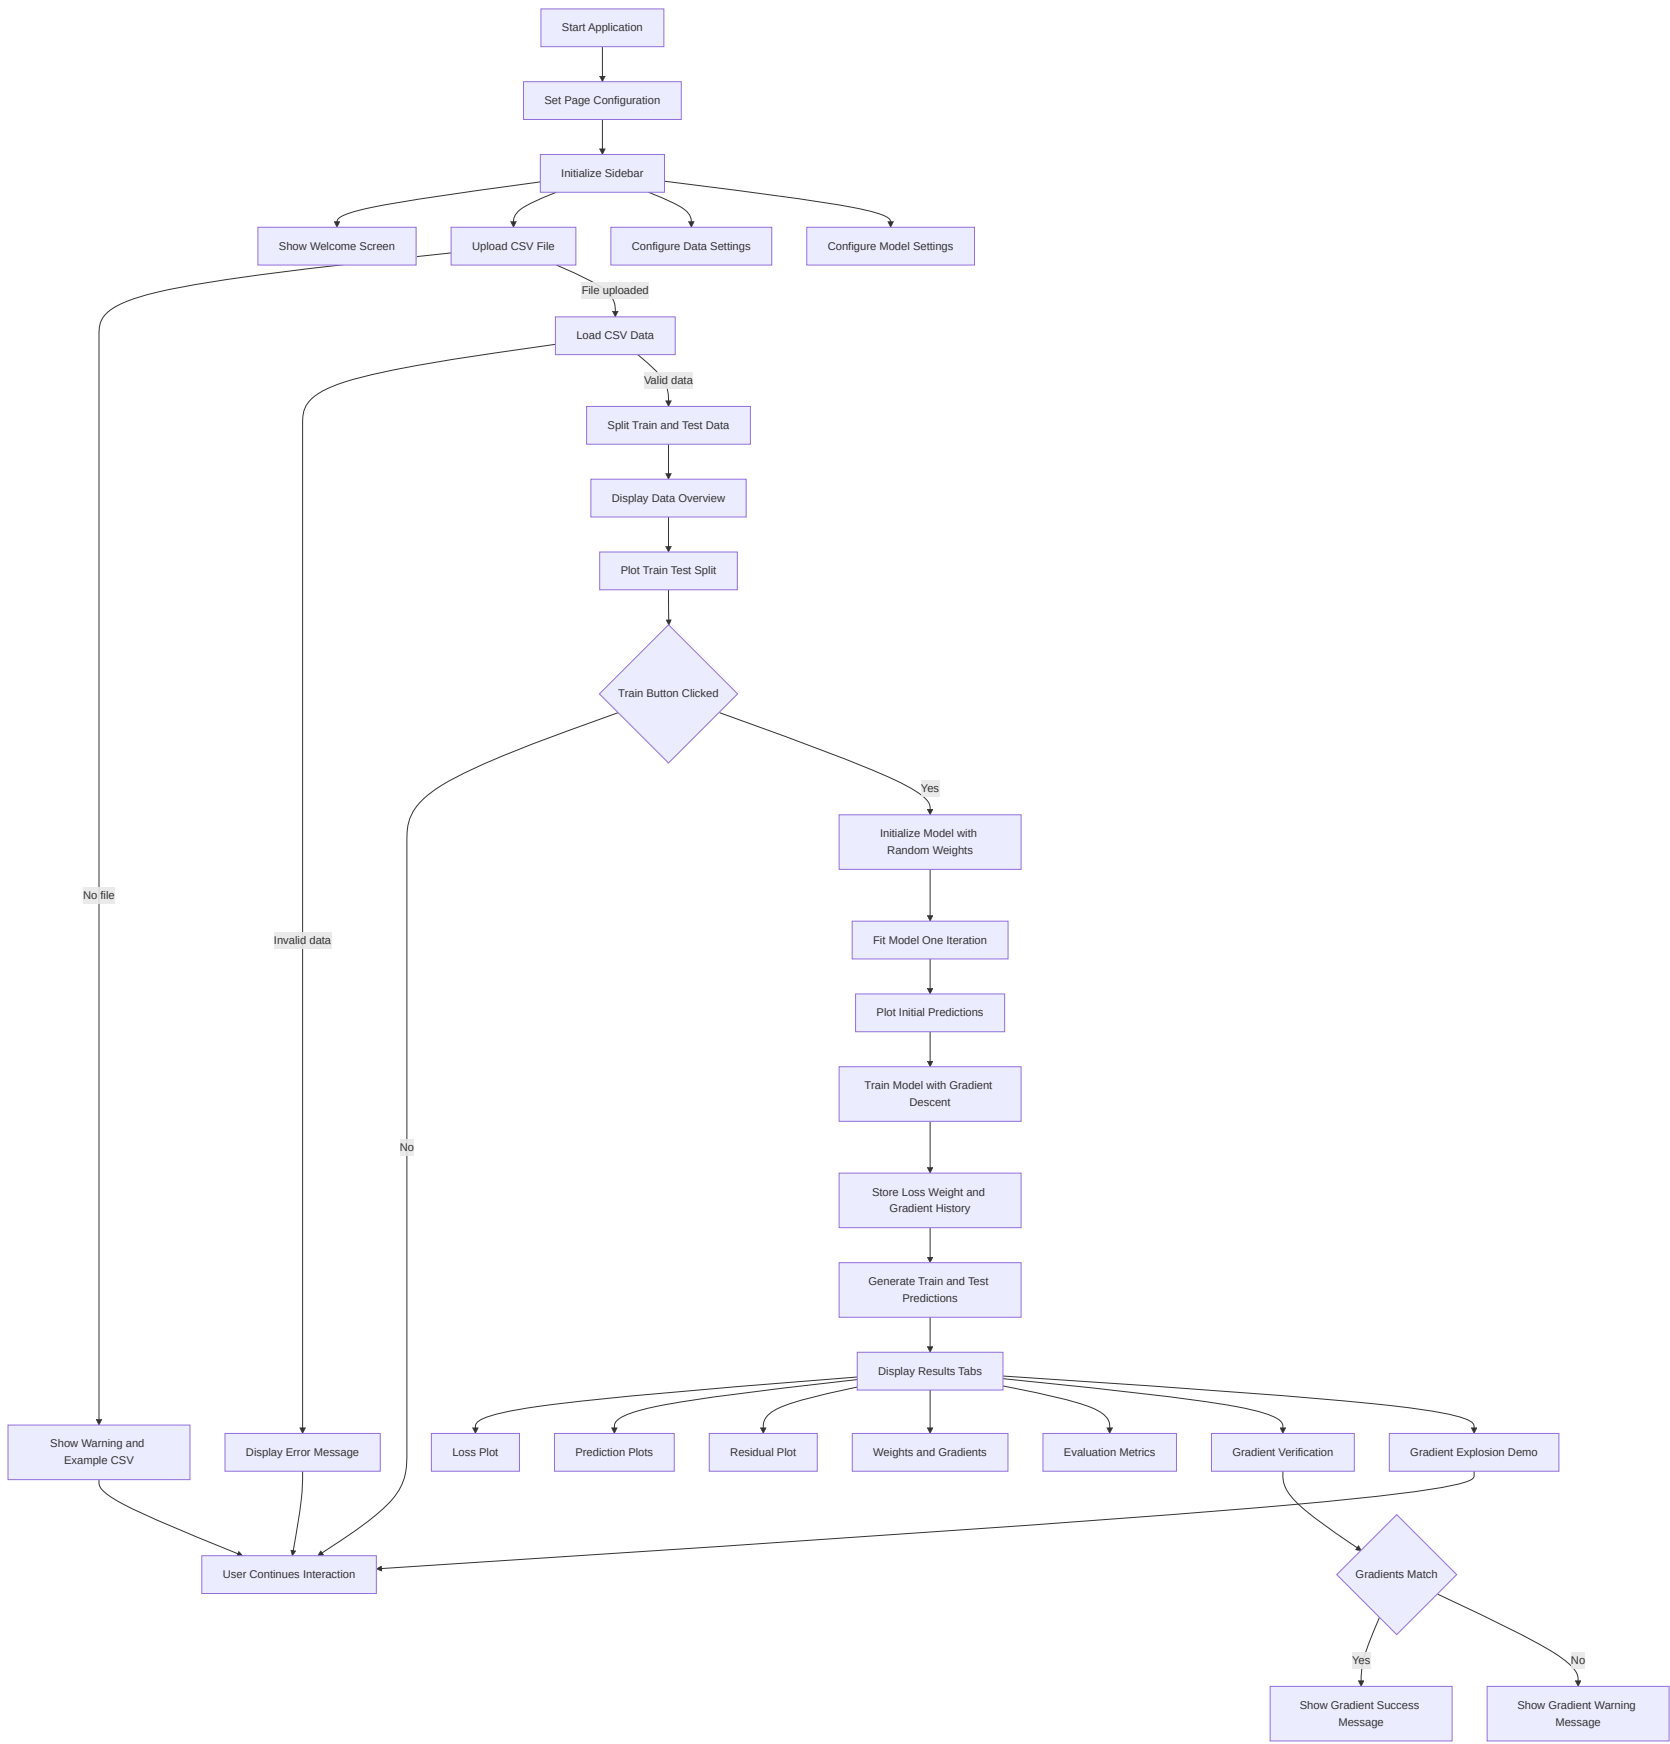 Start Application
Set Page Configuration
Initialize Sidebar
Show Welcome Screen
Upload CSV File
Configure Data Settings
Configure Model Settings
File uploaded
Load CSV Data
Valid data
Split Train and Test Data
Display Data Overview
Plot Train Test Split
Train Button Clicked
Yes
Initialize Model with
Random Weights
No file
Invalid data
Fit Model One Iteration
Plot Initial Predictions
Train Model with Gradient
Descent
No
Store Loss Weight and
Gradient History
Generate Train and Test
Predictions
Display Results Tabs
Show Warning and
Example CSV
Display Error Message
Loss Plot
Prediction Plots
Residual Plot
Weights and Gradients
Evaluation Metrics
Gradient Verification
Gradient Explosion Demo
User Continues Interaction
Gradients Match
Yes
No
Show Gradient Success
Message
Show Gradient Warning
Message